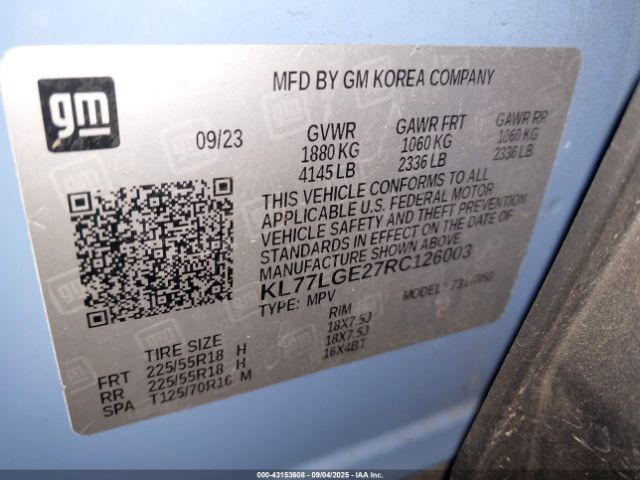 gm
MFD BY GM KOREA COMPANY
09/23 GVWR GAWR FRT GAWR RR
1880 KG 1060 KG 1060 KG
4145 LB 2336 LB 2336 LB
THIS VEHICLE CONFORMS TO ALL
APPLICABLE U.S. FEDERAL MOTOR
VEHICLE SAFETY AND THEFT PREVENTION
STANDARDS IN EFFECT ON THE DATE OF
MANUFACTURE SHOWN ABOVE.
KL77LGE27RC126003
TYPE: MPV MODEL:
TIRE SIZE RIM
FRT 225/55R18 H 18X7.5J
RR 225/55R18 H 18X7.5J
SPA T125/70R16 M 16X4BT
000-43153608 09/04/2025 IAA Inc.